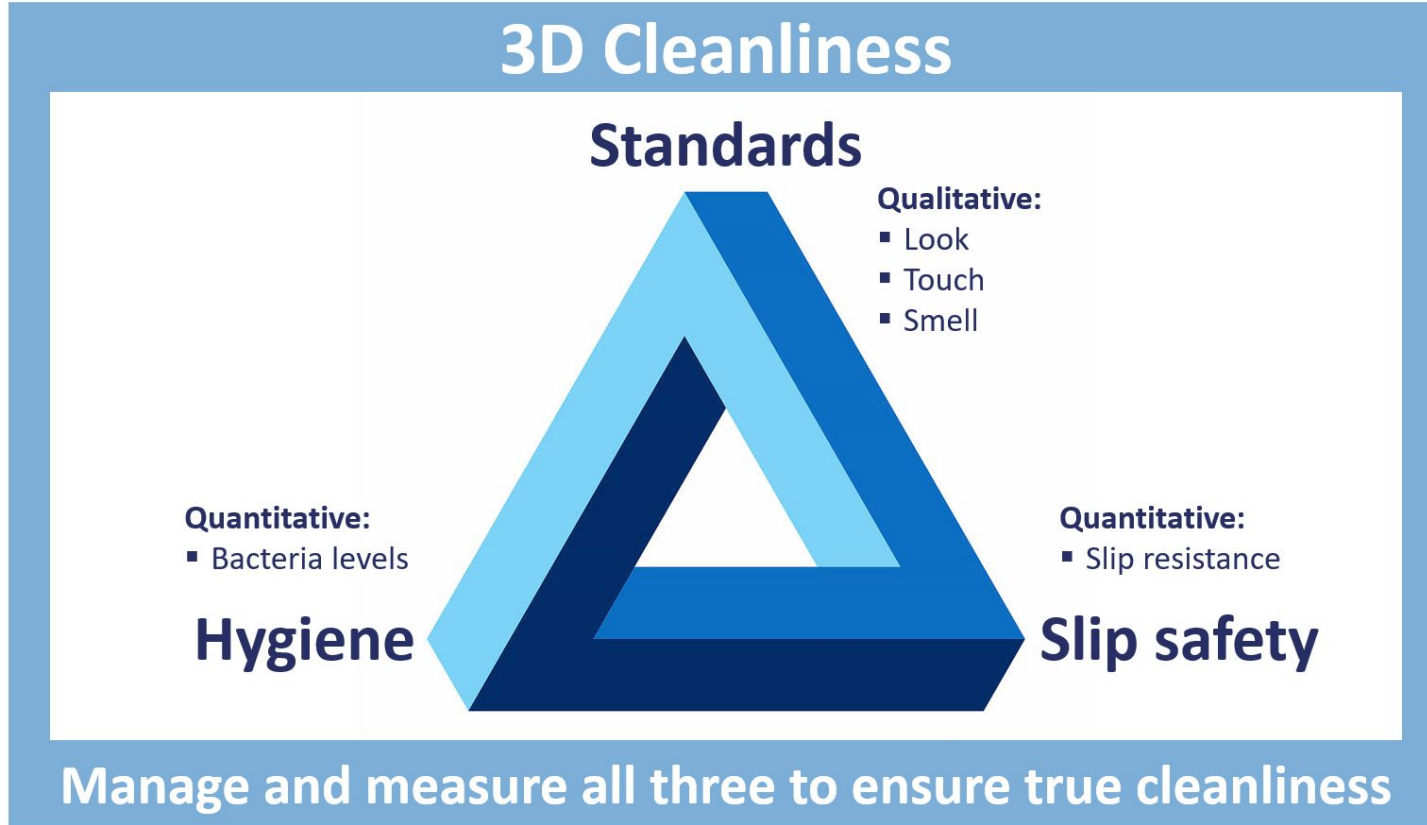 3D Cleanliness
Standards
Qualitative:
▪ Look
▪ Touch
▪ Smell
Quantitative:
▪ Bacteria levels
Hygiene
Quantitative:
▪ Slip resistance
Slip safety
Manage and measure all three to ensure true cleanliness